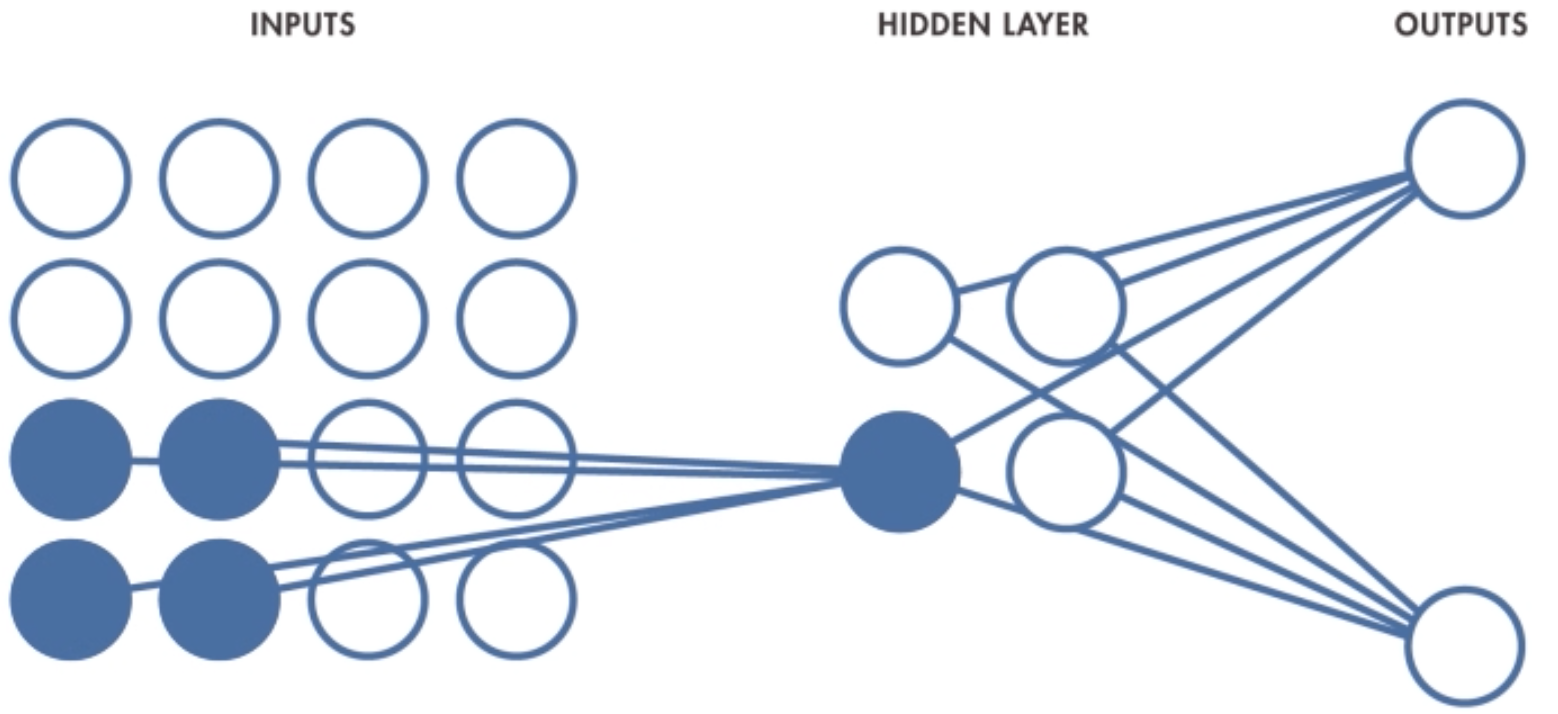 INPUTS
HIDDEN LAYER
OUTPUTS